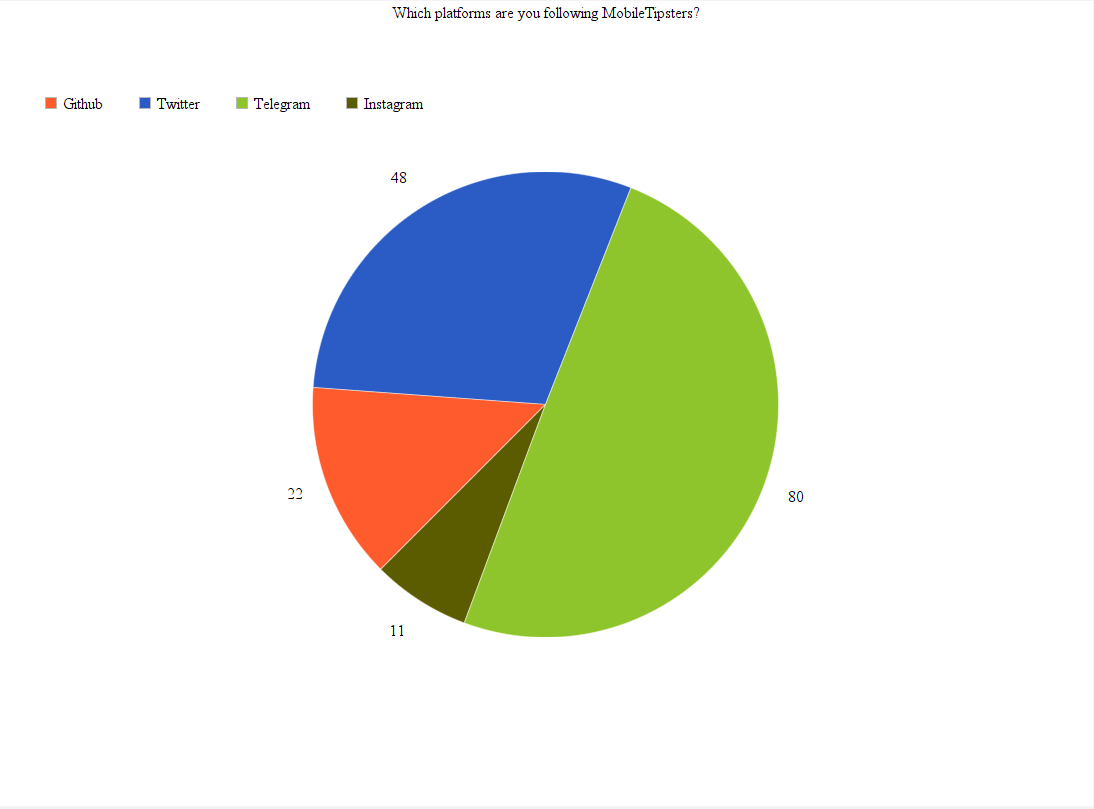 Which platforms are you following MobileTipsters?
Github Twitter Telegram Instagram
48
22
80
11